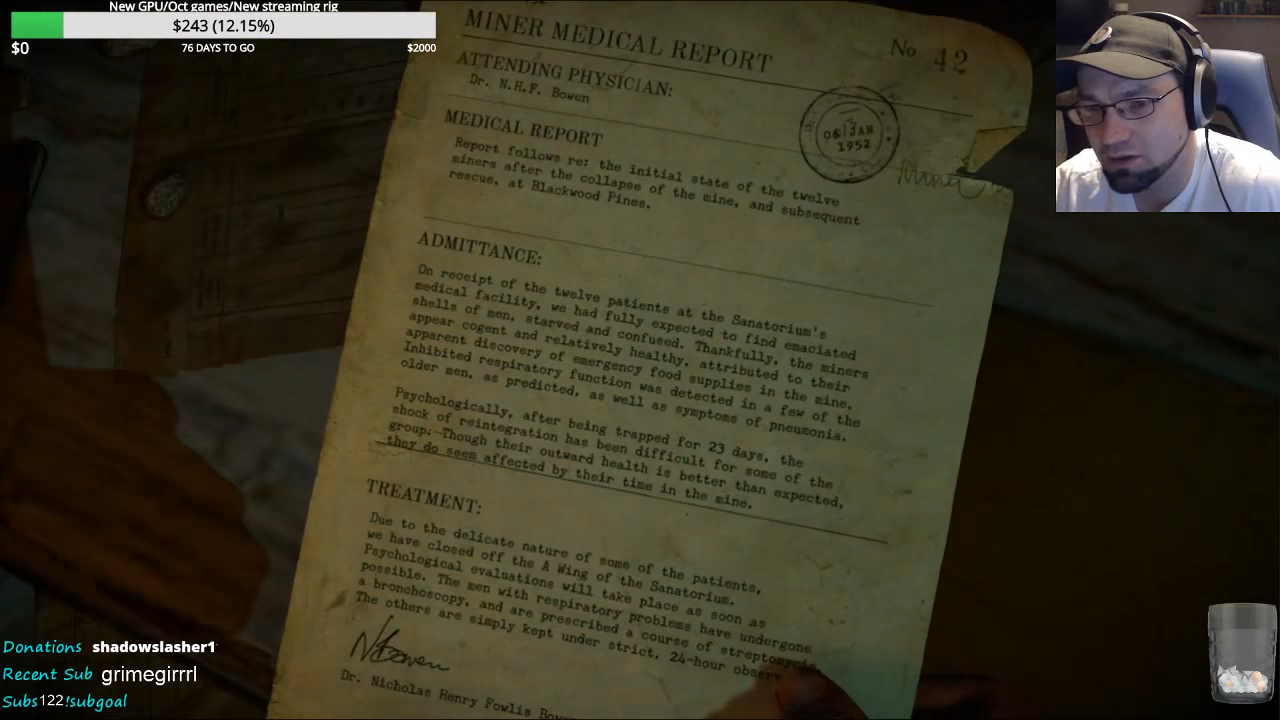 New GPU/Oct games/New streaming rig
$243 (12.15%)
$0
76 DAYS TO GO
$2000
MINER MEDICAL REPORT
No 42
ATTENDING PHYSICIAN:
Dr. N.H.F. Bowen
06 JAN
1952
MEDICAL REPORT
Report follows re: the initial state of the twelve
miners after the collapse of the mine, and subsequent
rescue, at Blackwood Pines.
ADMITTANCE:
On receipt of the twelve patients at the Sanatorium's
medical facility, we had fully expected to find emaciated
shells of men, starved and confused. Thankfully, the miners
appear cogent and relatively healthy, attributed to their
apparent discovery of emergency food supplies in the mine.
Inhibited respiratory function was detected in a few of the
older men, as predicted, as well as symptoms of pneumonia.
Psychologically, after being trapped for 23 days, the
shock of reintegration has been difficult for some of the
group. Though their outward health is better than expected,
they do seem affected by their time in the mine.
TREATMENT:
Due to the delicate nature of some of the patients,
we have closed off the A Wing of the Sanatorium.
Psychological evaluations will take place as soon as
possible. The men with respiratory problems have undergone
a bronchoscopy, and are prescribed a course of streptomycin.
The others are simply kept under strict, 24-hour observ
NBowen
Dr. Nicholas Henry Fowlis Bow
Donations shadowslasher1
Recent Sub grimegirrrl
Subs 122 !subgoal